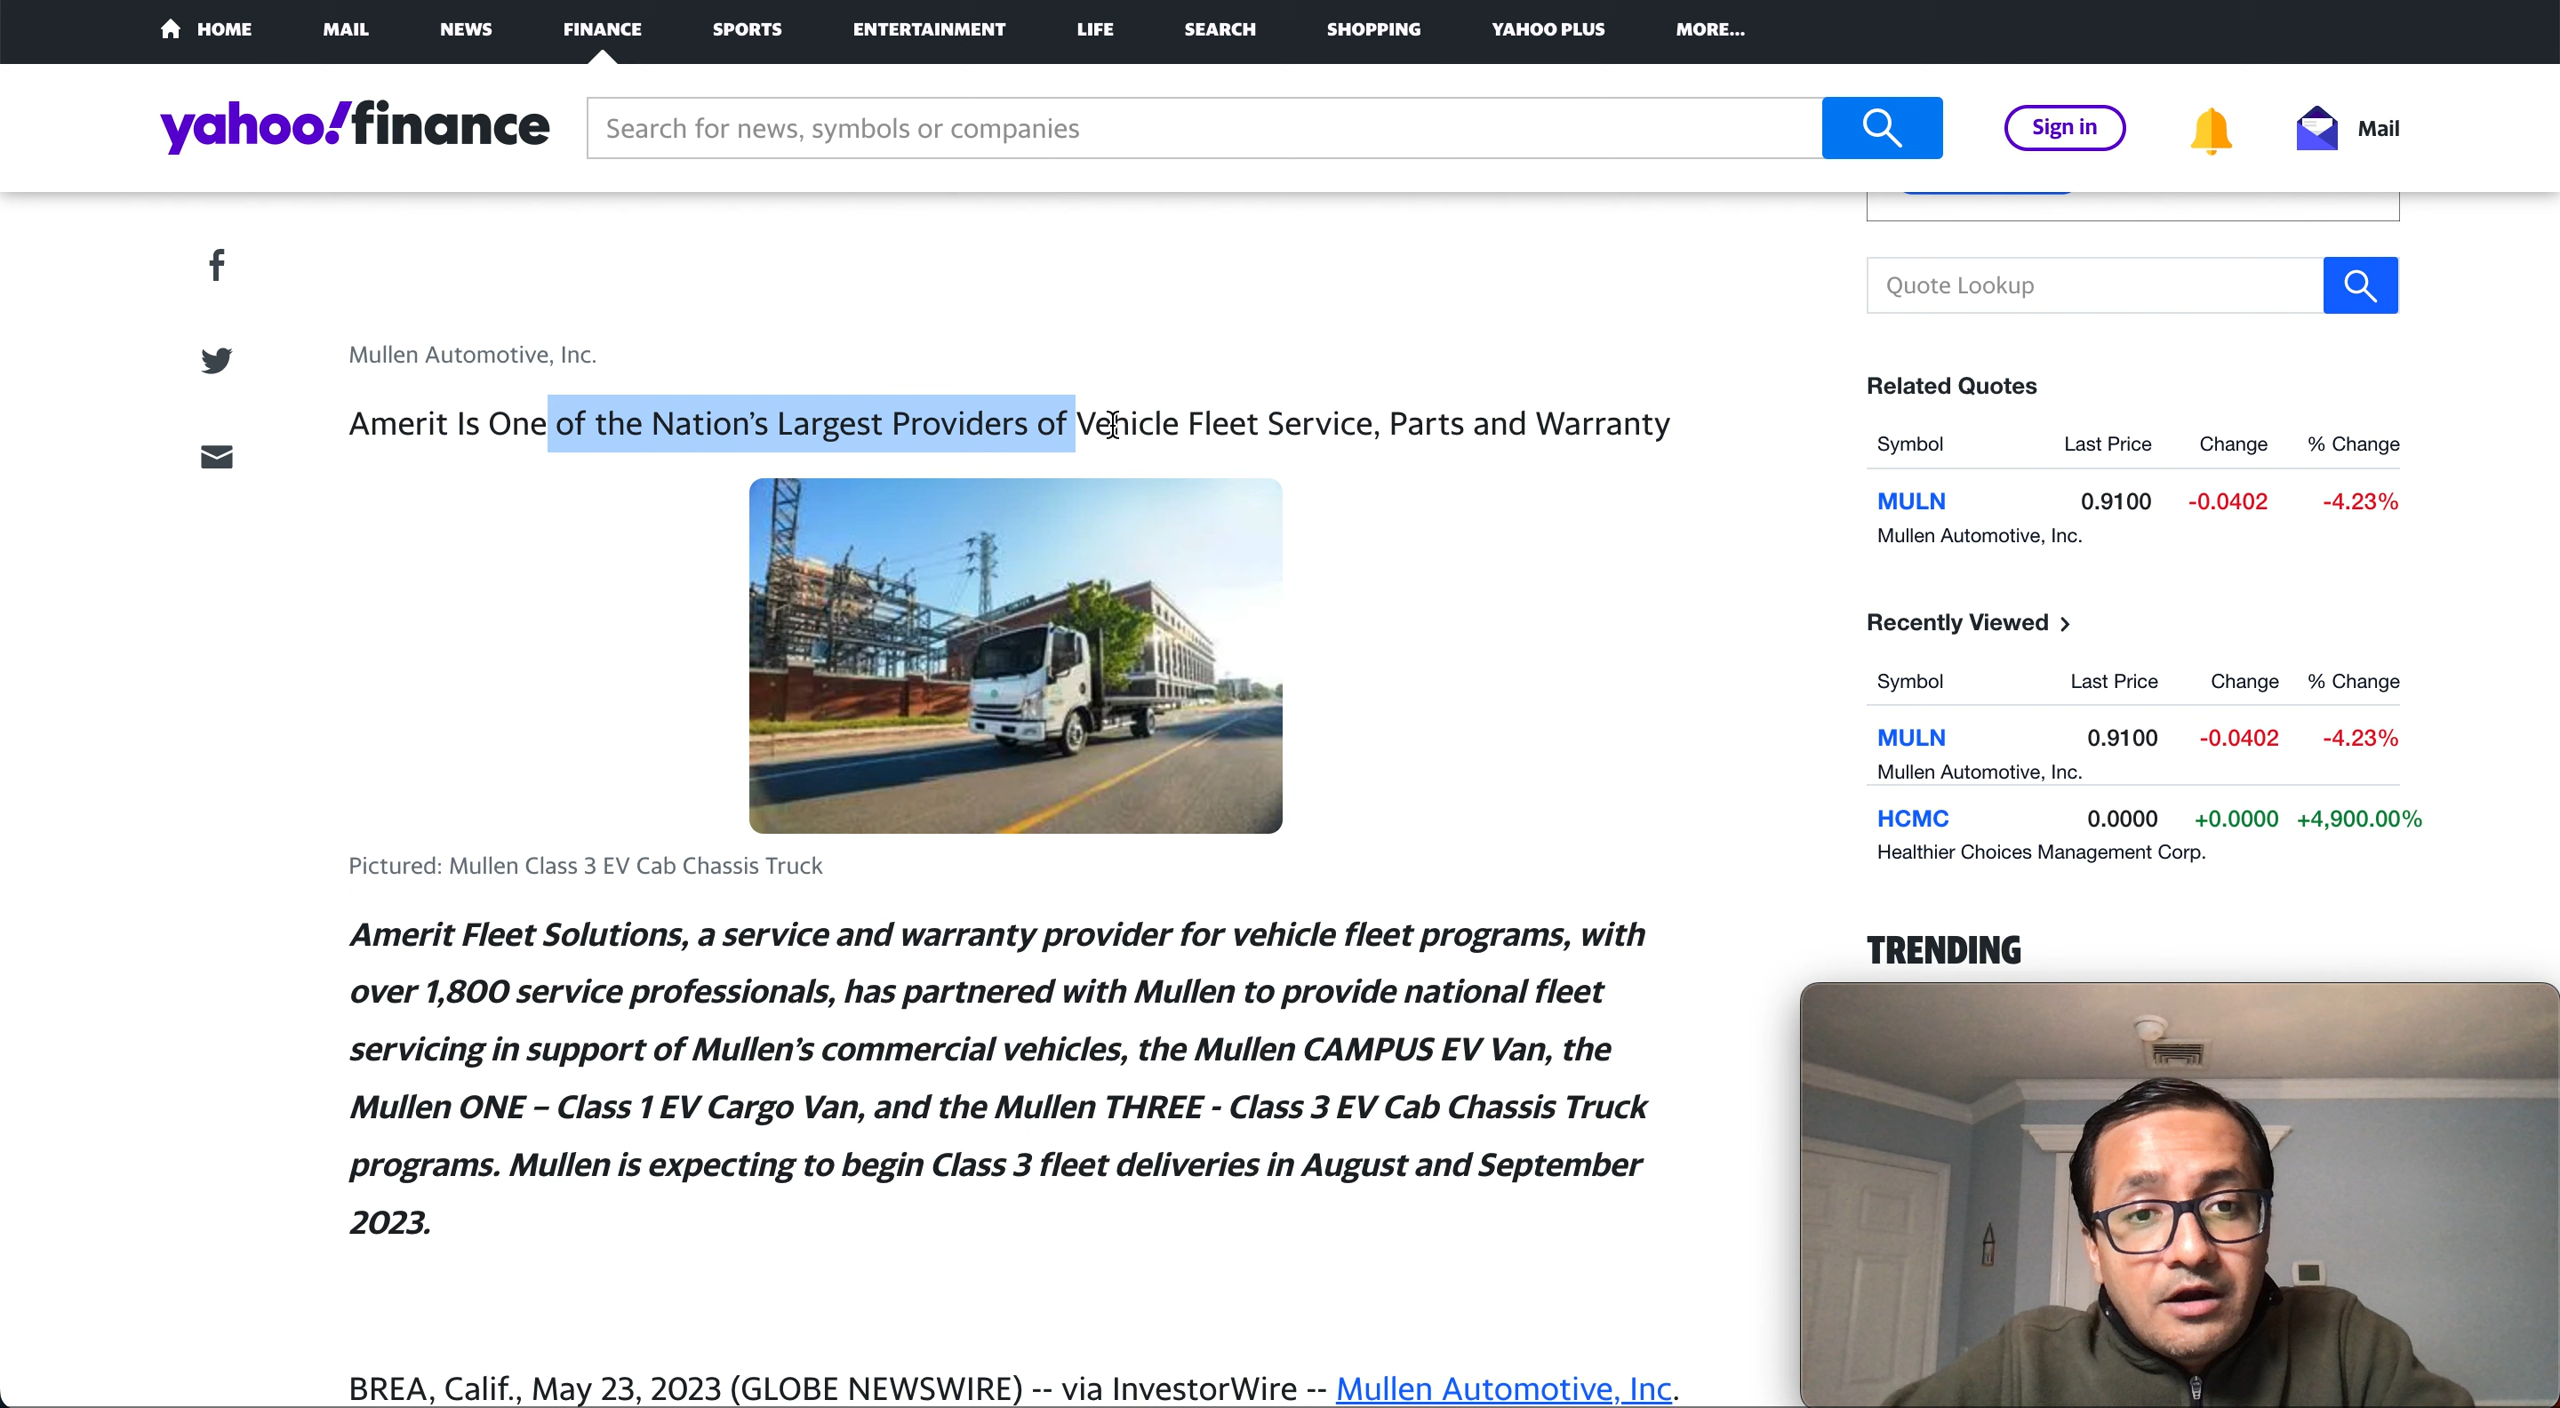 HOME MAIL NEWS FINANCE SPORTS ENTERTAINMENT LIFE SEARCH SHOPPING YAHOO PLUS MORE...
yahoo!finance
Search for news, symbols or companies
Sign in
Mail
Mullen Automotive, Inc.
Amerit Is One of the Nation’s Largest Providers of Vehicle Fleet Service, Parts and Warranty
Pictured: Mullen Class 3 EV Cab Chassis Truck
Amerit Fleet Solutions, a service and warranty provider for vehicle fleet programs, with
over 1,800 service professionals, has partnered with Mullen to provide national fleet
servicing in support of Mullen’s commercial vehicles, the Mullen CAMPUS EV Van, the
Mullen ONE – Class 1 EV Cargo Van, and the Mullen THREE - Class 3 EV Cab Chassis Truck
programs. Mullen is expecting to begin Class 3 fleet deliveries in August and September
2023.
BREA, Calif., May 23, 2023 (GLOBE NEWSWIRE) -- via InvestorWire -- Mullen Automotive, Inc.
Quote Lookup
Related Quotes
Symbol Last Price Change % Change
MULN 0.9100 -0.0402 -4.23%
Mullen Automotive, Inc.
Recently Viewed
Symbol Last Price Change % Change
MULN 0.9100 -0.0402 -4.23%
Mullen Automotive, Inc.
HCMC 0.0000 +0.0000 +4,900.00%
Healthier Choices Management Corp.
TRENDING